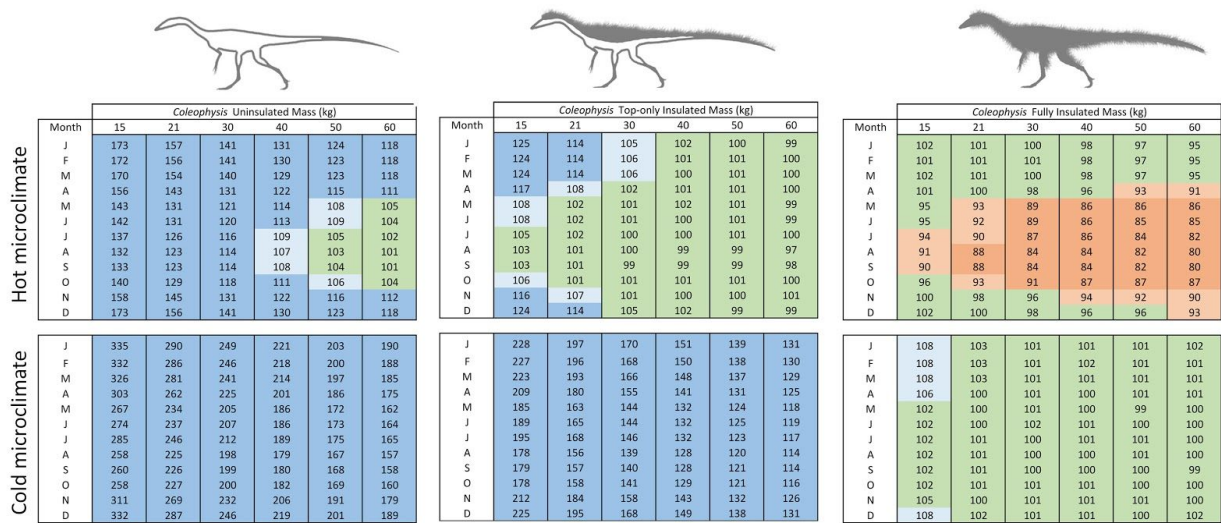 Hot microclimate
Coleophysis Uninsulated Mass (kg)
Month 15 21 30 40 50 60
J 173 157 141 131 124 118
F 172 156 141 130 123 118
M 170 154 140 129 123 118
A 156 143 131 122 115 111
M 143 131 121 114 108 105
J 142 131 120 113 109 104
J 137 126 116 109 105 102
A 132 123 114 107 103 101
S 133 123 114 108 104 101
O 140 129 118 111 106 104
N 158 145 131 122 116 112
D 173 156 141 130 123 118
Coleophysis Top-only Insulated Mass (kg)
Month 15 21 30 40 50 60
J 125 114 105 102 100 99
F 124 114 106 101 101 100
M 124 114 106 100 101 100
A 117 108 102 101 101 100
M 108 102 101 102 101 99
J 108 102 101 101 100 99
J 105 102 101 100 100 100
A 103 101 100 99 99 97
S 103 101 99 99 99 98
O 106 101 101 101 100 100
N 116 107 101 100 100 101
D 124 114 105 102 99 99
Coleophysis Fully Insulated Mass (kg)
Month 15 21 30 40 50 60
J 102 101 100 98 97 95
F 101 101 101 98 97 95
M 102 101 100 98 97 95
A 101 100 98 96 93 91
M 95 93 89 86 86 86
J 95 92 89 86 85 85
J 94 90 87 86 84 82
A 91 88 84 84 82 80
S 90 88 84 84 82 80
O 96 93 91 87 87 87
N 100 98 96 94 92 90
D 102 100 98 96 96 93
Cold microclimate
J 335 290 249 221 203 190
F 332 286 246 218 200 188
M 326 281 241 214 197 185
A 303 262 225 201 186 175
M 267 234 205 186 172 162
J 274 237 207 186 173 164
J 285 246 212 189 175 165
A 258 225 198 179 167 157
S 260 226 199 180 168 158
O 258 227 200 182 169 160
N 311 269 232 206 191 179
D 332 287 246 219 201 189
J 228 197 170 151 139 131
F 227 196 168 150 138 130
M 223 193 166 148 137 129
A 209 180 155 141 131 125
M 185 163 144 132 124 118
J 189 165 144 132 125 119
J 195 168 146 132 123 117
A 178 156 139 128 120 114
S 179 157 140 128 121 114
O 178 158 141 129 121 116
N 212 184 158 143 132 126
D 225 195 168 149 138 131
J 108 103 101 101 101 102
F 108 103 101 102 101 101
M 108 103 101 101 101 101
A 106 100 101 101 101 100
M 102 100 101 100 99 100
J 102 101 102 101 100 100
J 102 101 100 101 100 100
A 102 101 100 100 101 100
S 102 101 100 101 100 99
O 102 101 101 101 100 100
N 105 100 101 101 100 100
D 108 102 101 101 100 102